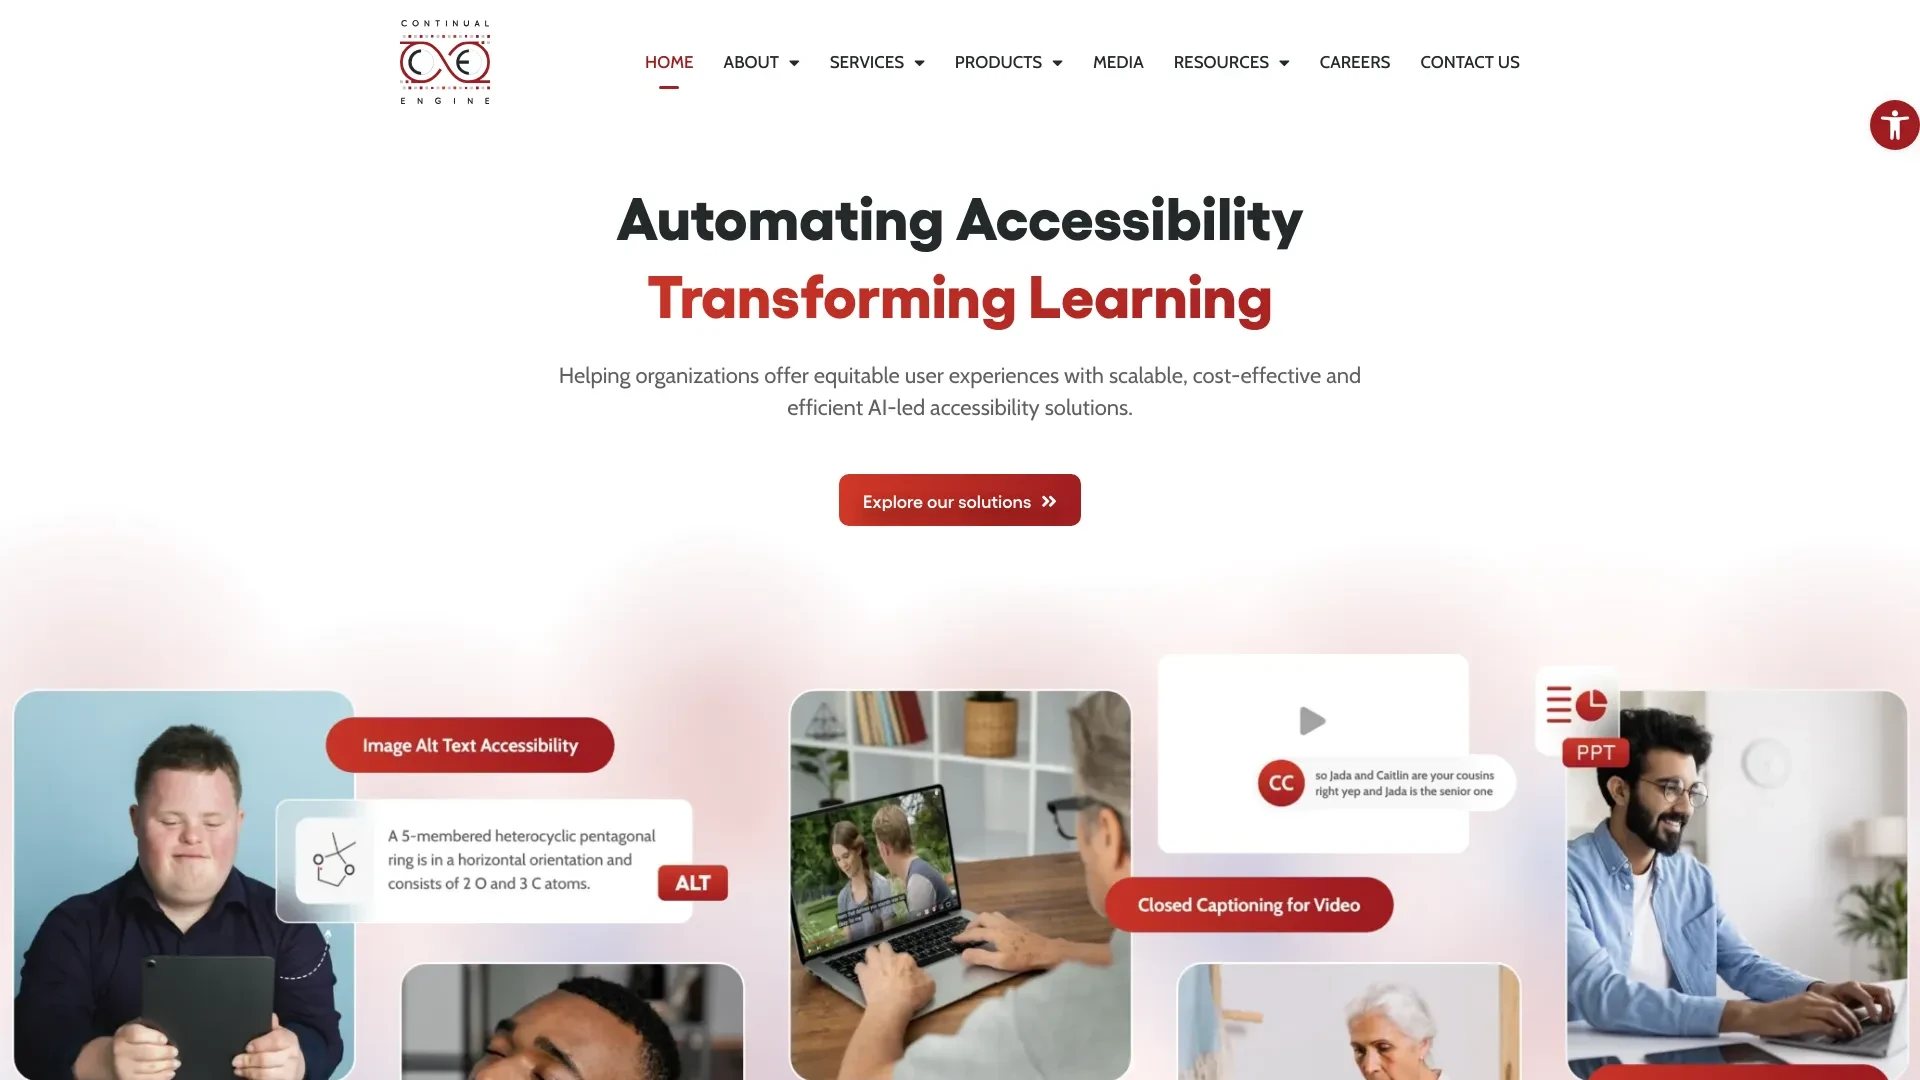 CONTINUAL
CE
ENGINE
HOME
ABOUT
SERVICES
PRODUCTS
MEDIA
RESOURCES
CAREERS
CONTACT US
Automating Accessibility
Transforming Learning
Helping organizations offer equitable user experiences with scalable, cost-effective and
efficient AI-led accessibility solutions.
Explore our solutions
Image Alt Text Accessibility
A 5-membered heterocyclic pentagonal
ring is in a horizontal orientation and
consists of 2 O and 3 C atoms.
ALT
CC
so Jada and Caitlin are your cousins
right yep and Jada is the senior one
Closed Captioning for Video
PPT